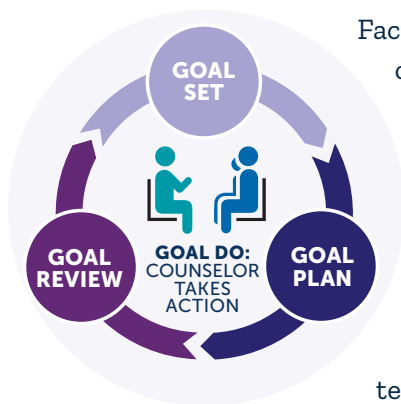 Fac
GOAL
SET
GOAL
REVIEW
GOAL DO:
COUNSELOR
TAKES
ACTION
GOAL
PLAN
te